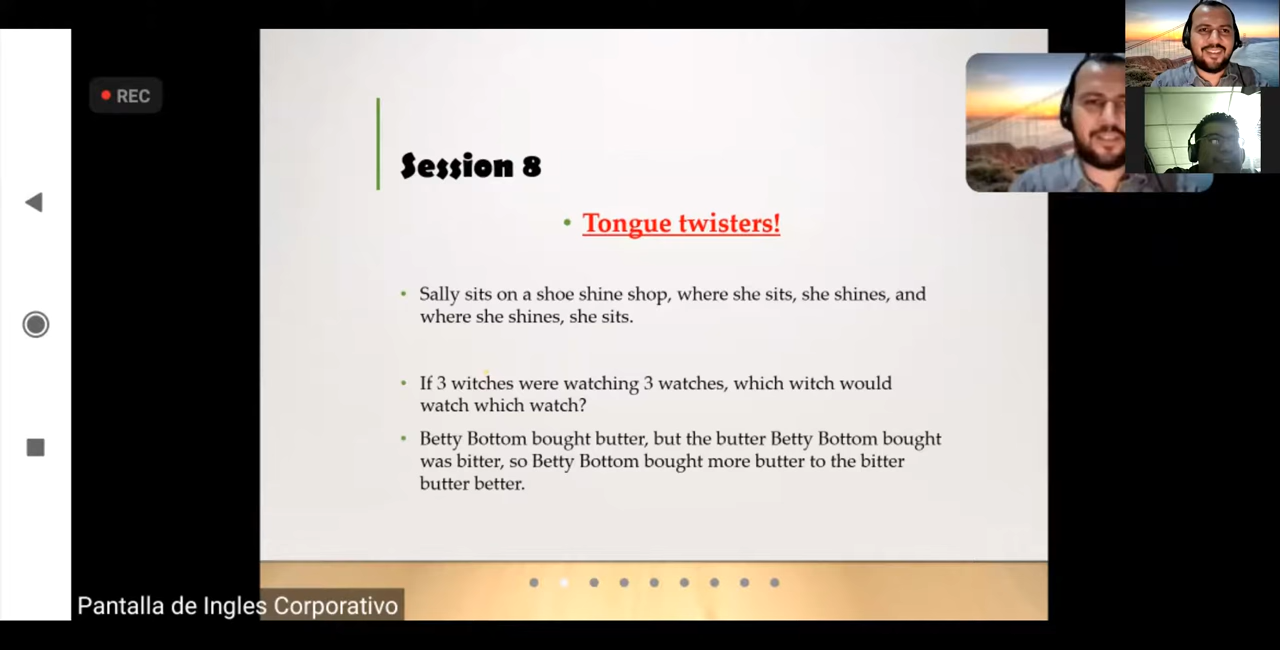 REC
Session 8
• Tongue twisters!
• Sally sits on a shoe shine shop, where she sits, she shines, and
where she shines, she sits.
• If 3 witches were watching 3 watches, which witch would
watch which watch?
• Betty Bottom bought butter, but the butter Betty Bottom bought
was bitter, so Betty Bottom bought more butter to the bitter
butter better.
Pantalla de Ingles Corporativo